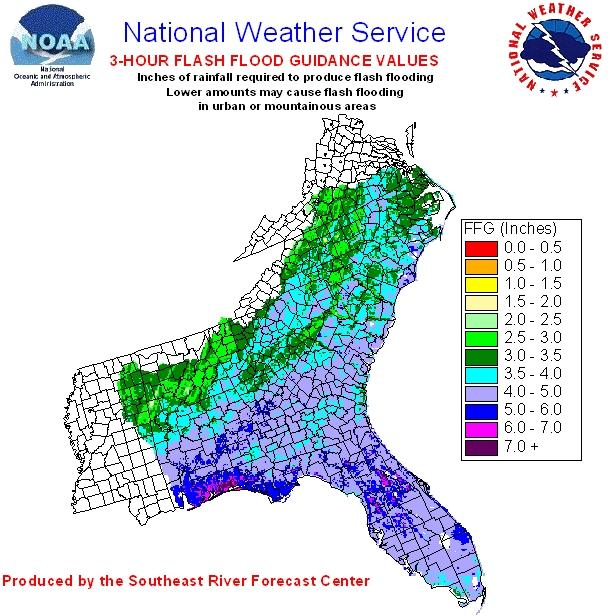 NOAA
National
Oceanic and Atmospheric
Administration
National Weather Service
3-HOUR FLASH FLOOD GUIDANCE VALUES
Inches of rainfall required to produce flash flooding
Lower amounts may cause flash flooding
in urban or mountainous areas
NATIONAL WEATHER SERVICE
FFG (Inches)
0.0 - 0.5
0.5 - 1.0
1.0 - 1.5
1.5 - 2.0
2.0 - 2.5
2.5 - 3.0
3.0 - 3.5
3.5 - 4.0
4.0 - 5.0
5.0 - 6.0
6.0 - 7.0
7.0 +
Produced by the Southeast River Forecast Center